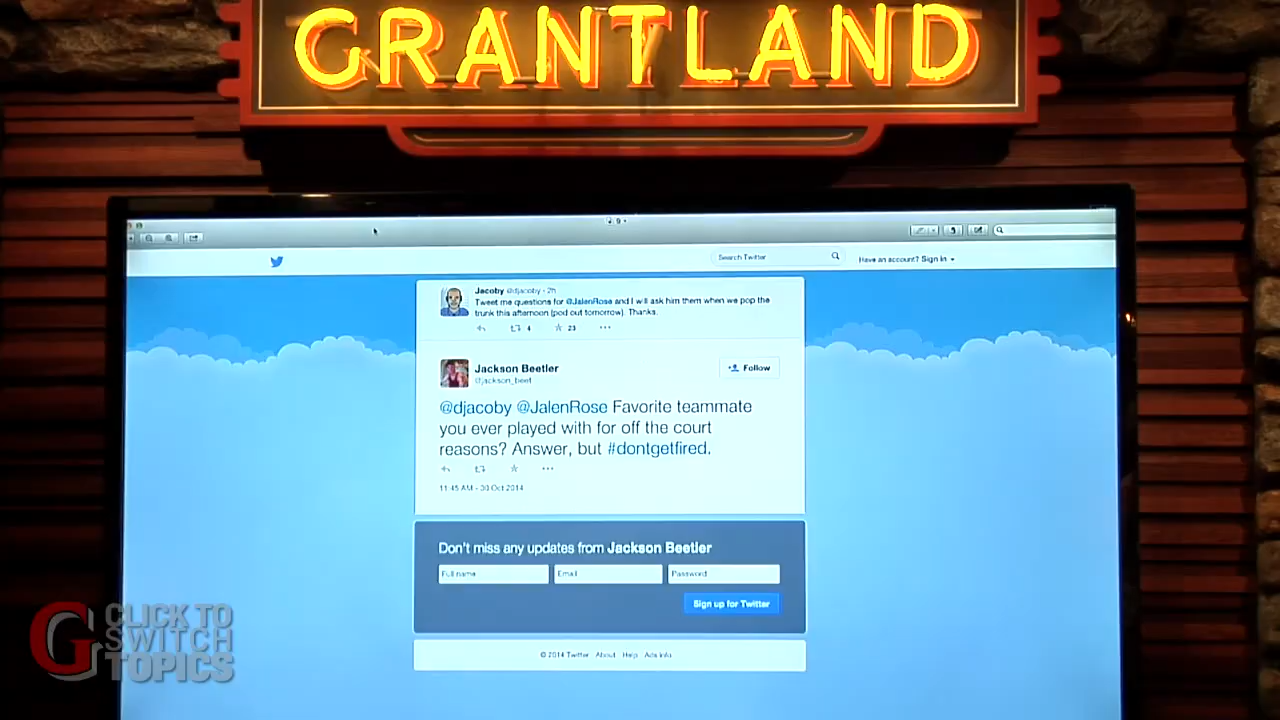 GRANTLAND
9
Search Twitter
Have an account? Sign in
Jacoby @djacoby · 2h
Tweet me questions for @JalenRose and I will ask him them when we pop the
trunk this afternoon (pod out tomorrow). Thanks.
4 23
Jackson Beetler
@jackson_beet
Follow
@djacoby @JalenRose Favorite teammate
you ever played with for off the court
reasons? Answer, but #dontgetfired.
11:45 AM - 30 Oct 2014
Don't miss any updates from Jackson Beetler
Full name Email Password
Sign up for Twitter
© 2014 Twitter About Help Ads info
G CLICK TO
SWITCH
TOPICS